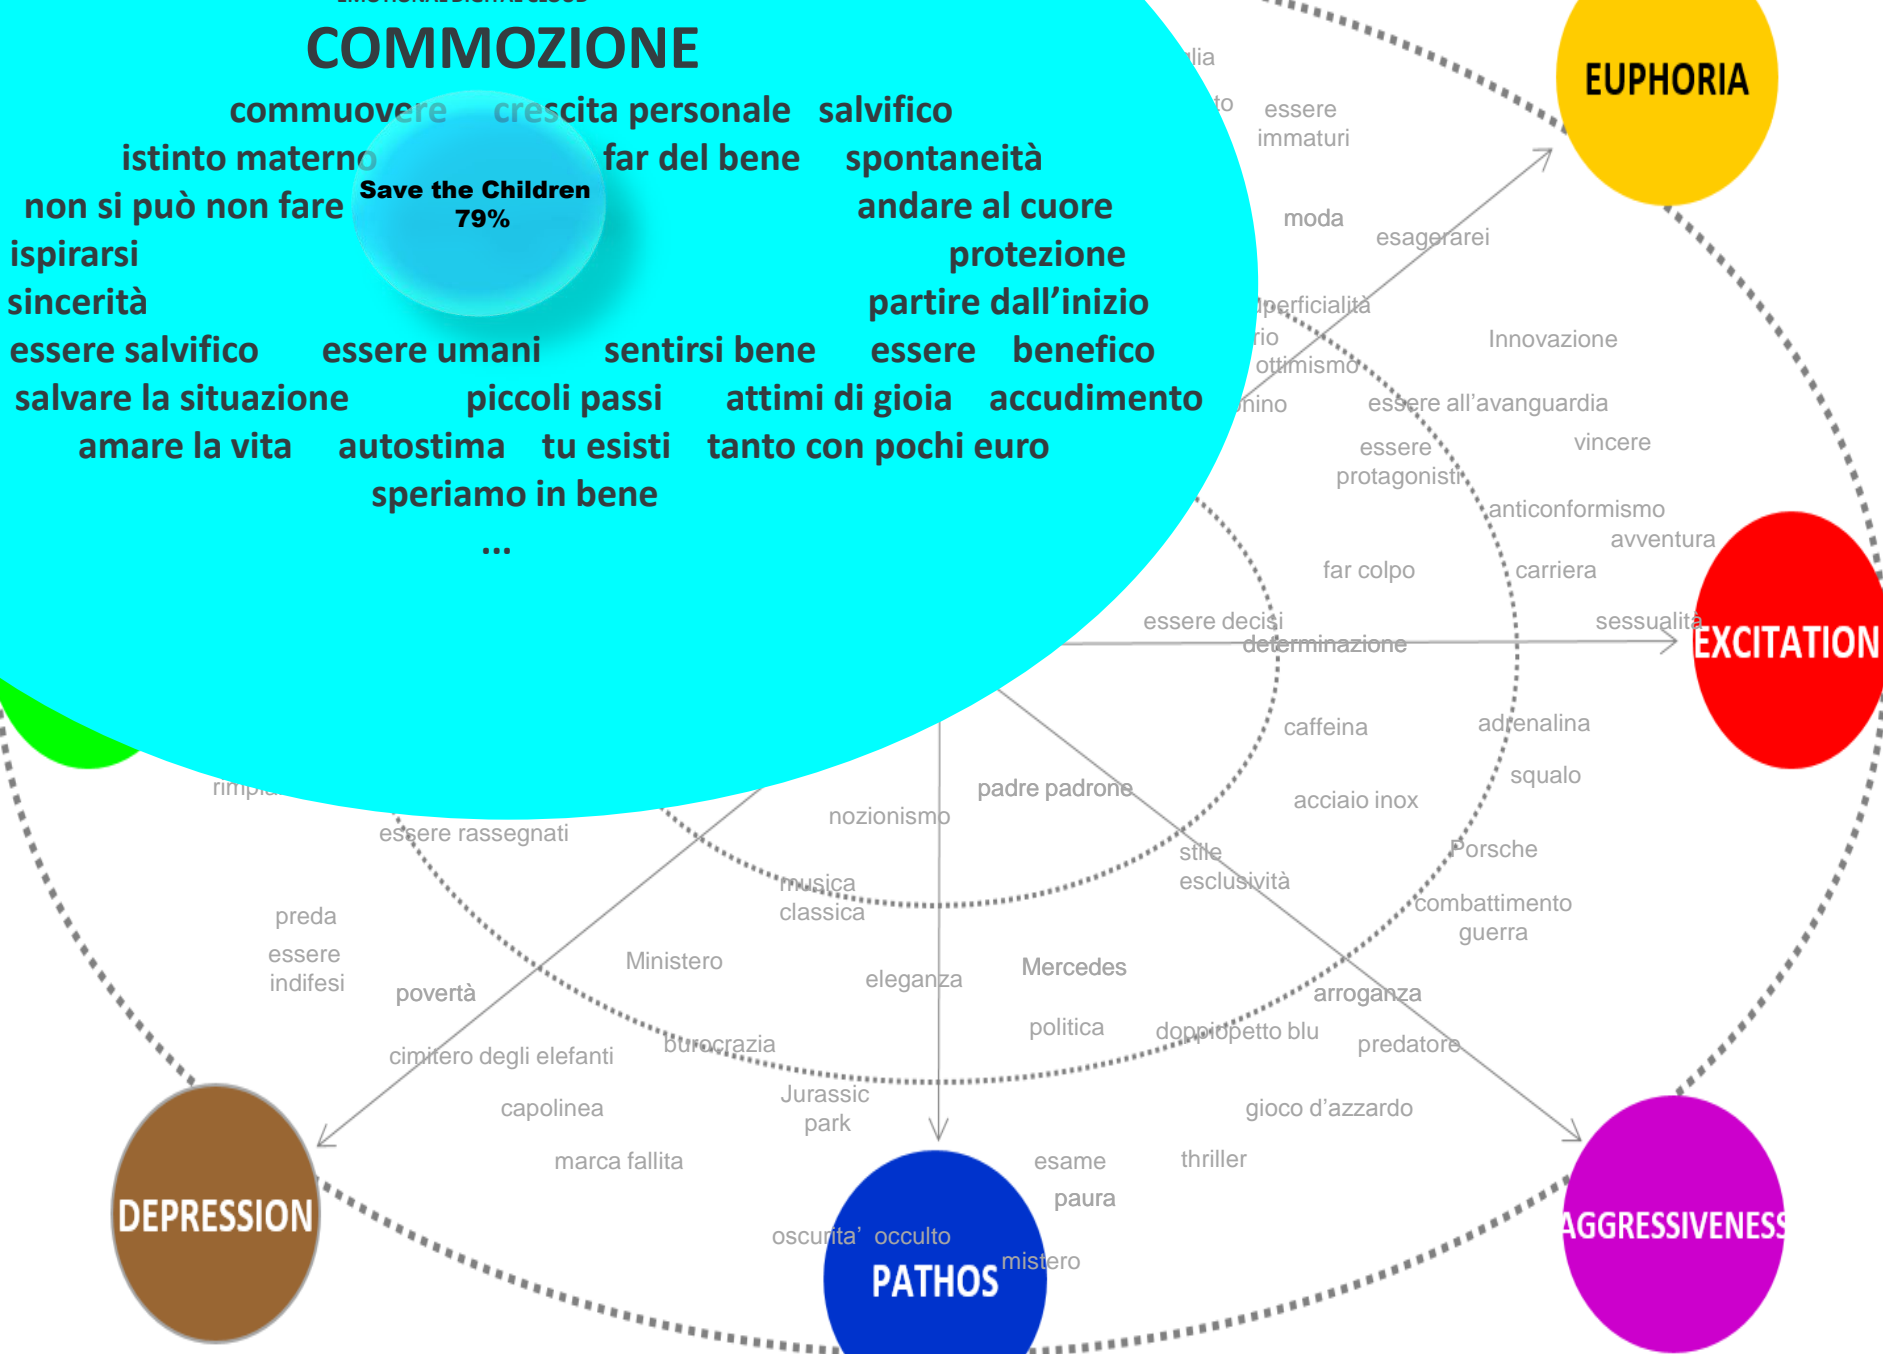 EMOTIONAL DIGITAL CLOUD
COMMOZIONE
commuovere crescita personale salvifico
istinto materno far del bene spontaneità
non si può non fare andare al cuore
Save the Children
79%
ispirarsi protezione
sincerità partire dall’inizio
essere salvifico essere umani sentirsi bene essere benefico
salvare la situazione piccoli passi attimi di gioia accudimento
amare la vita autostima tu esisti tanto con pochi euro
speriamo in bene
...
EUPHORIA
essere
immaturi
moda
esagerarei
ottimismo
Innovazione
essere all’avanguardia
essere
protagonisti
vincere
anticonformismo
avventura
far colpo
carriera
essere decisi
sessualità
determinazione
EXCITATION
caffeina
adrenalina
squalo
padre padrone
acciaio inox
nozionismo
essere rassegnati
stile
esclusività
Porsche
musica
classica
combattimento
guerra
preda
essere
indifesi
Ministero
eleganza
Mercedes
povertà
arroganza
politica
doppiopetto blu
predatore
burocrazia
cimitero degli elefanti
capolinea
Jurassic
park
gioco d’azzardo
marca fallita
esame
thriller
paura
DEPRESSION
oscurita’ occulto
mistero
PATHOS
AGGRESSIVENESS